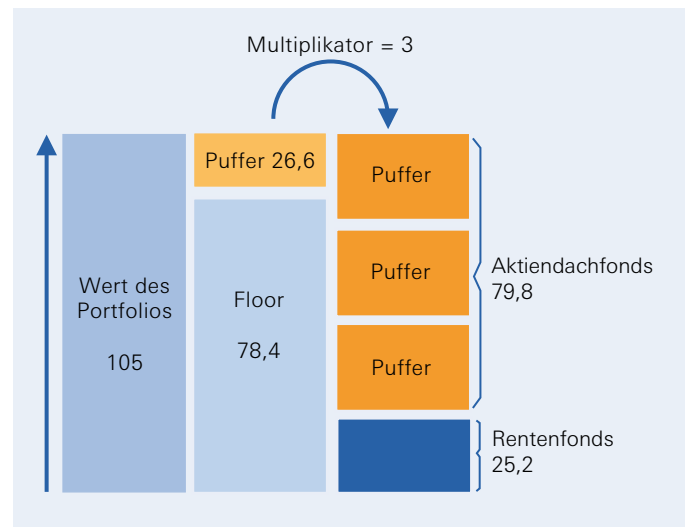 Multiplikator = 3
Wert des
Portfolios
105
Puffer 26,6
Floor
78,4
Puffer
Puffer
Puffer
Aktiendachfonds
79,8
Rentenfonds
25,2